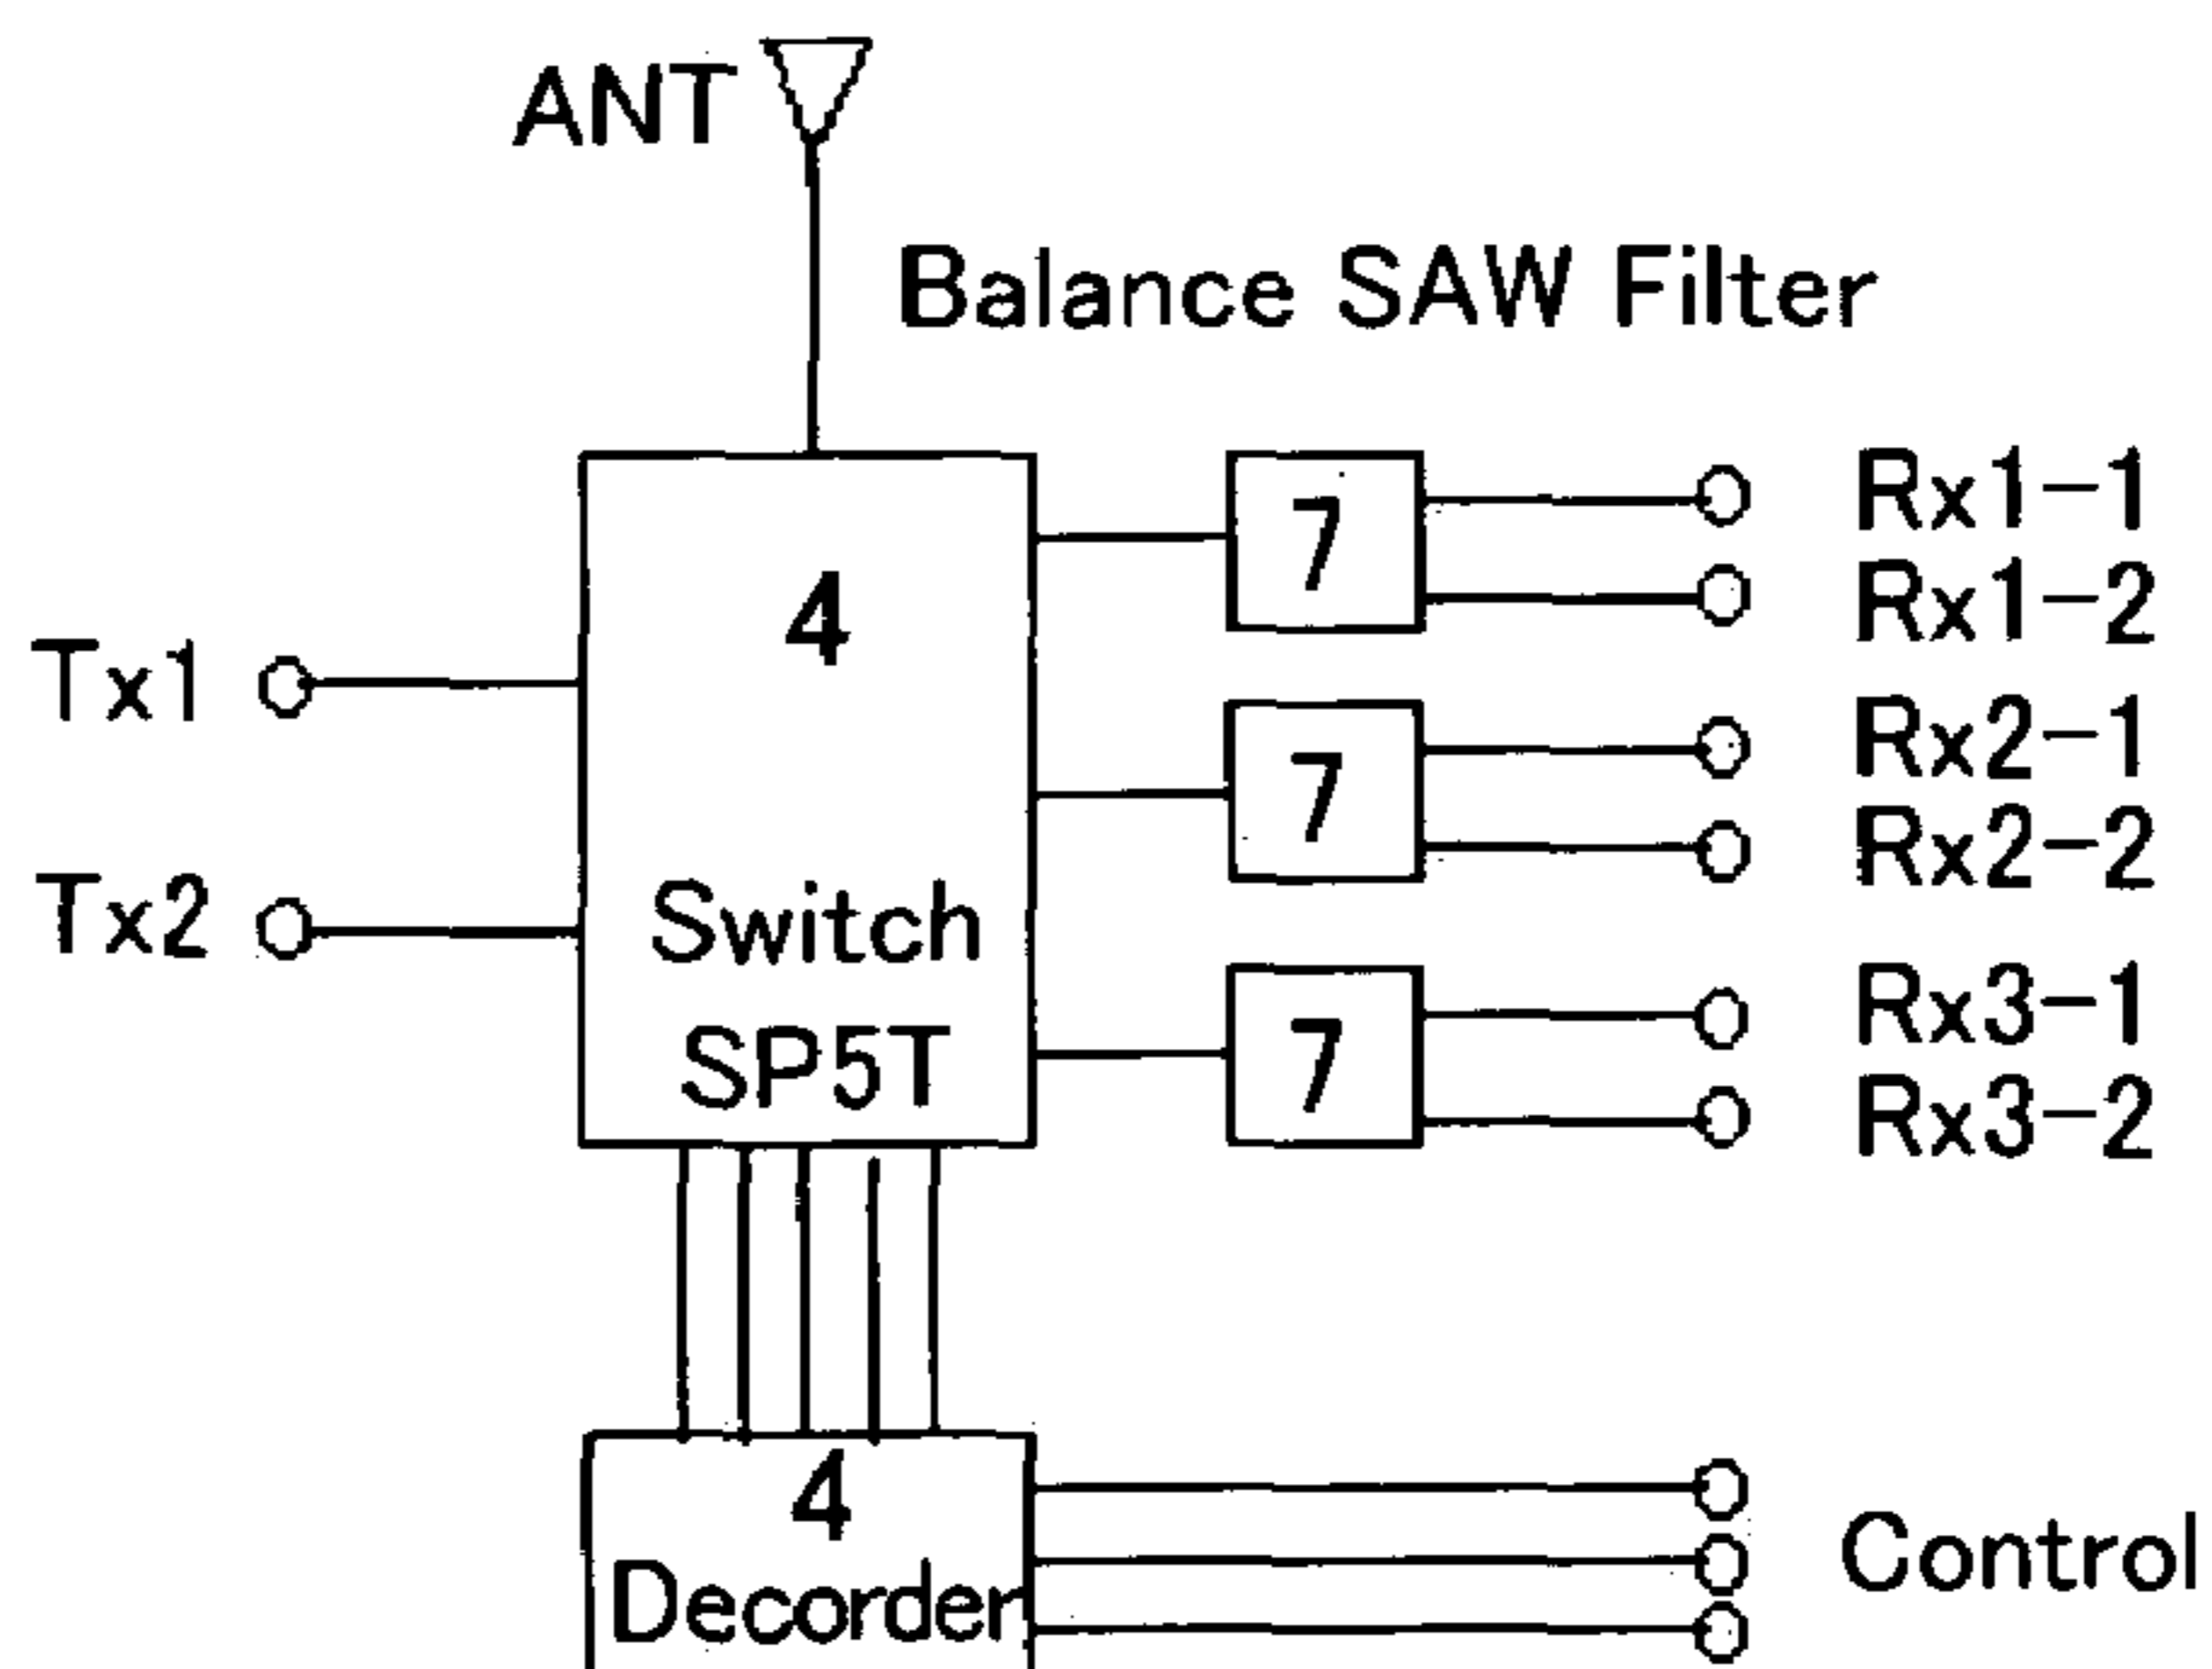 ANT
Balance SAW Filter
4
Switch
SP5T
Tx1
Tx2
7
7
7
Rx1-1
Rx1-2
Rx2-1
Rx2-2
Rx3-1
Rx3-2
4
Decorder
Control